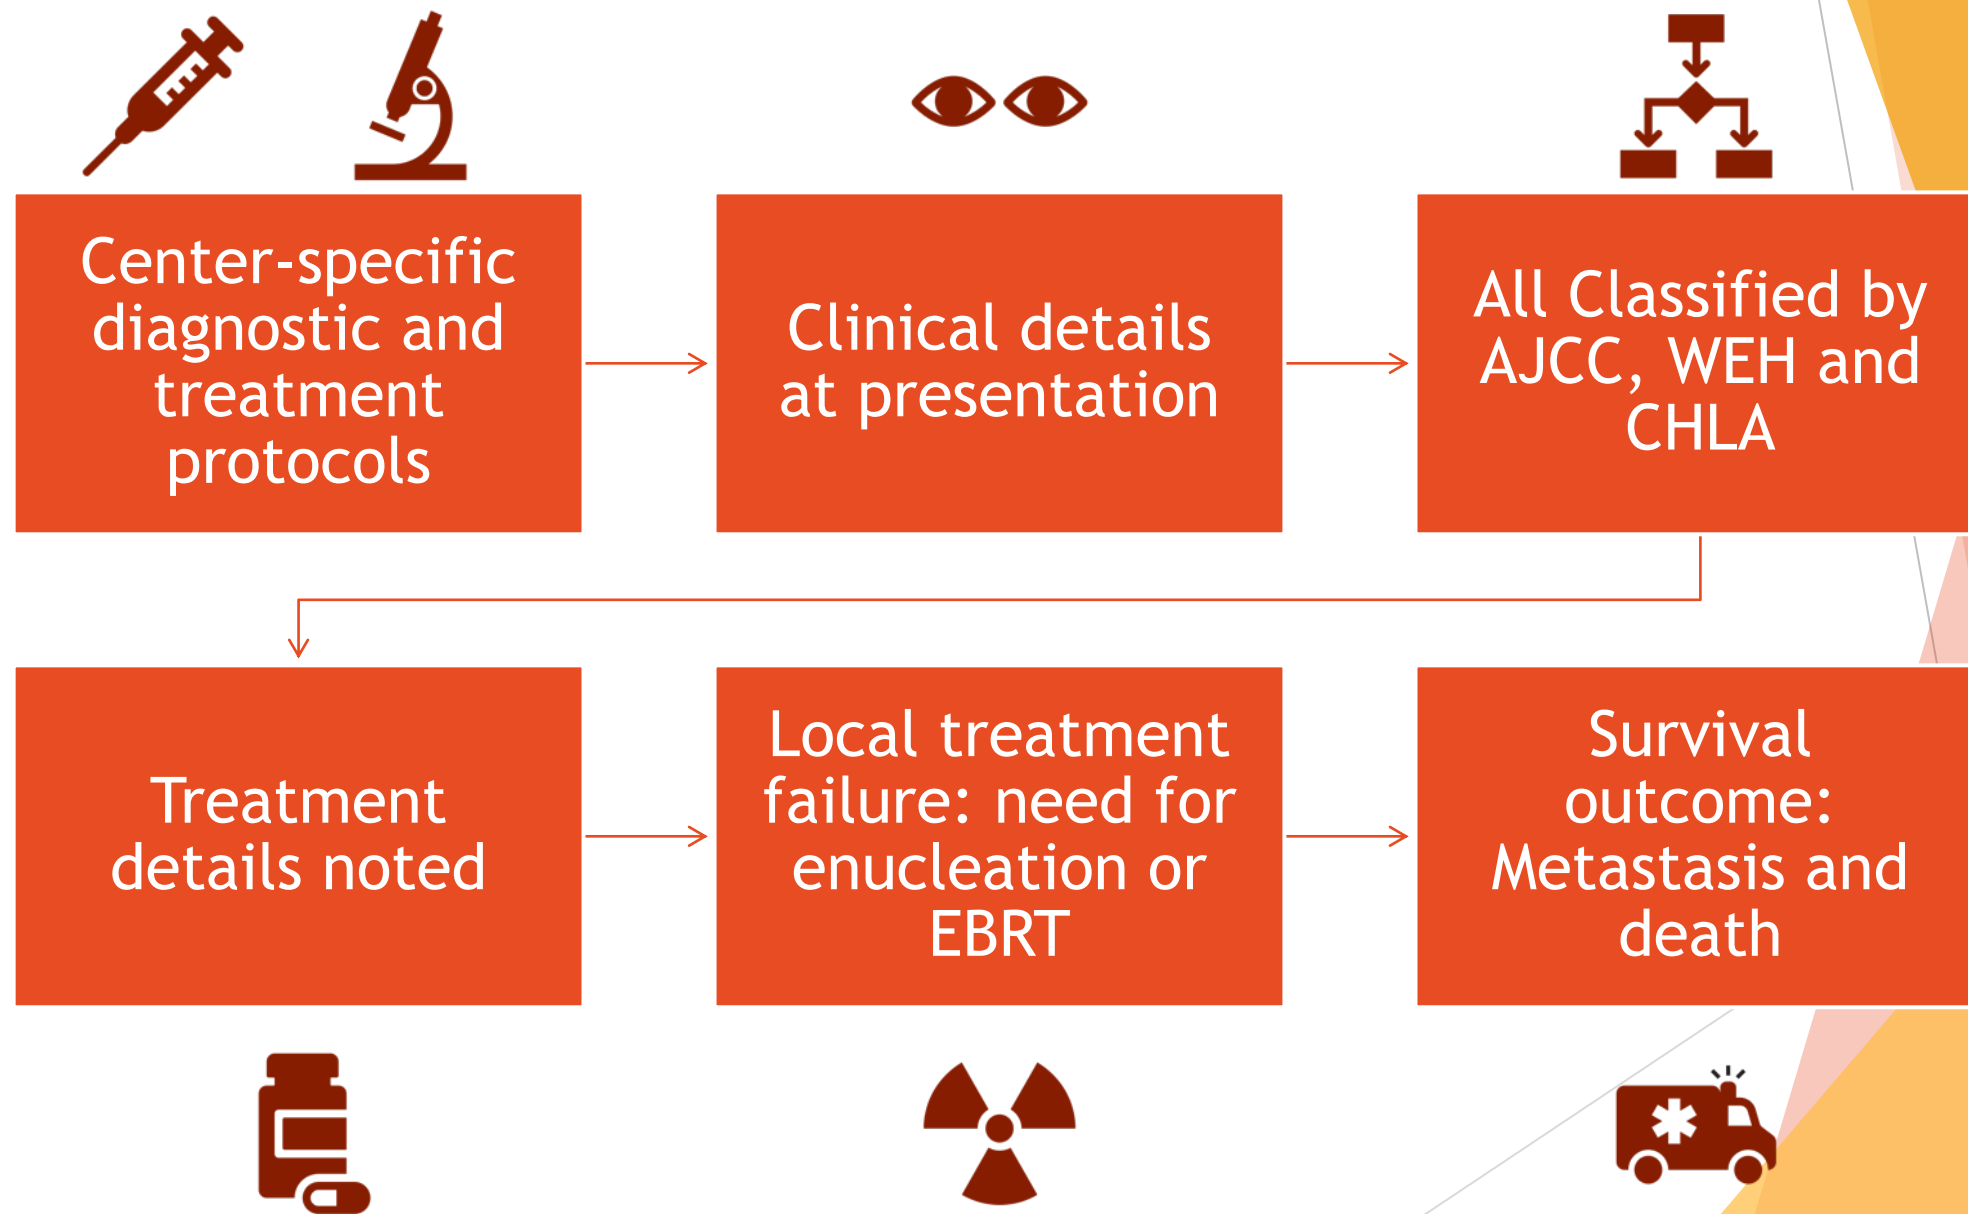 Center-specific
diagnostic and
treatment
protocols
Clinical details
at presentation
All Classified by
AJCC, WEH and
CHLA
Treatment
details noted
Local treatment
failure: need for
enucleation or
EBRT
Survival
outcome:
Metastasis and
death